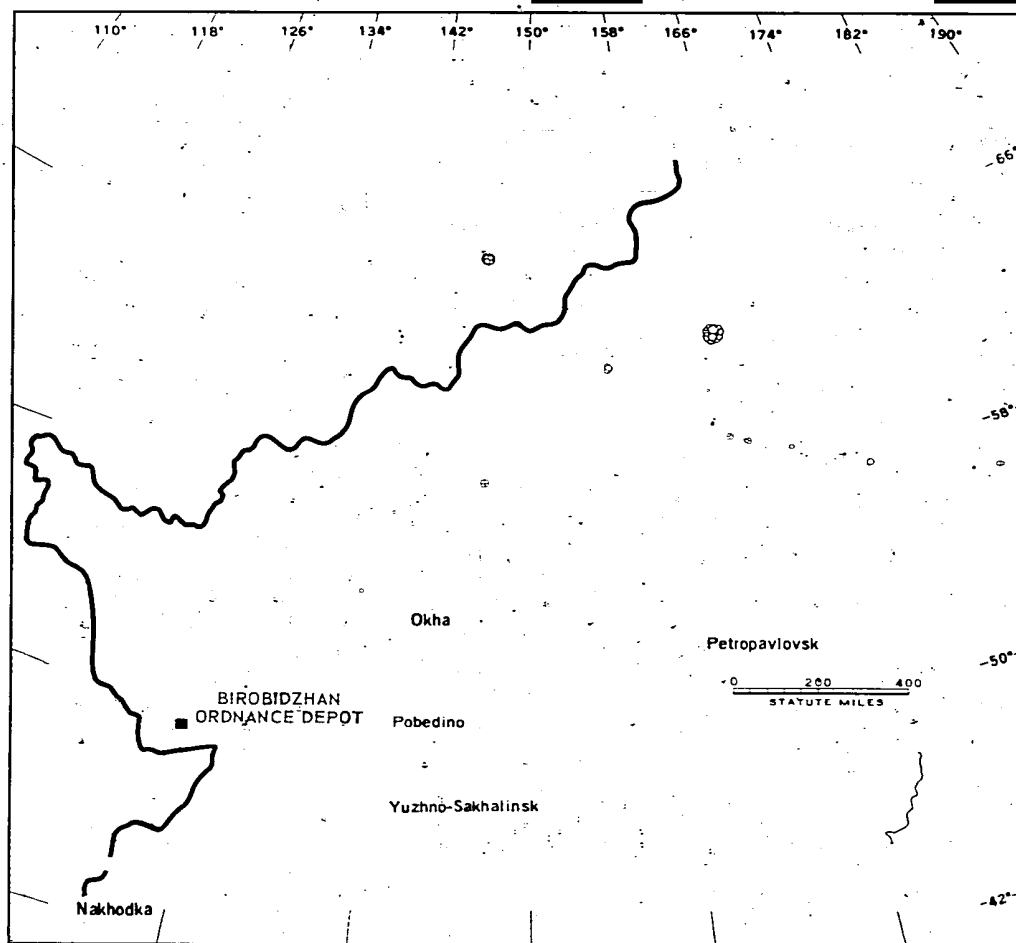 110° 118° 126° 134° 142° 150° 158° 166° 174° 182° 190°
66°
58°
Okha
Petropavlovsk
50°
0 200 400
STATUTE MILES
BIROBIDZHAN
ORDNANCE DEPOT
Pobedino
Yuzhno-Sakhalinsk
42°
Nakhodka